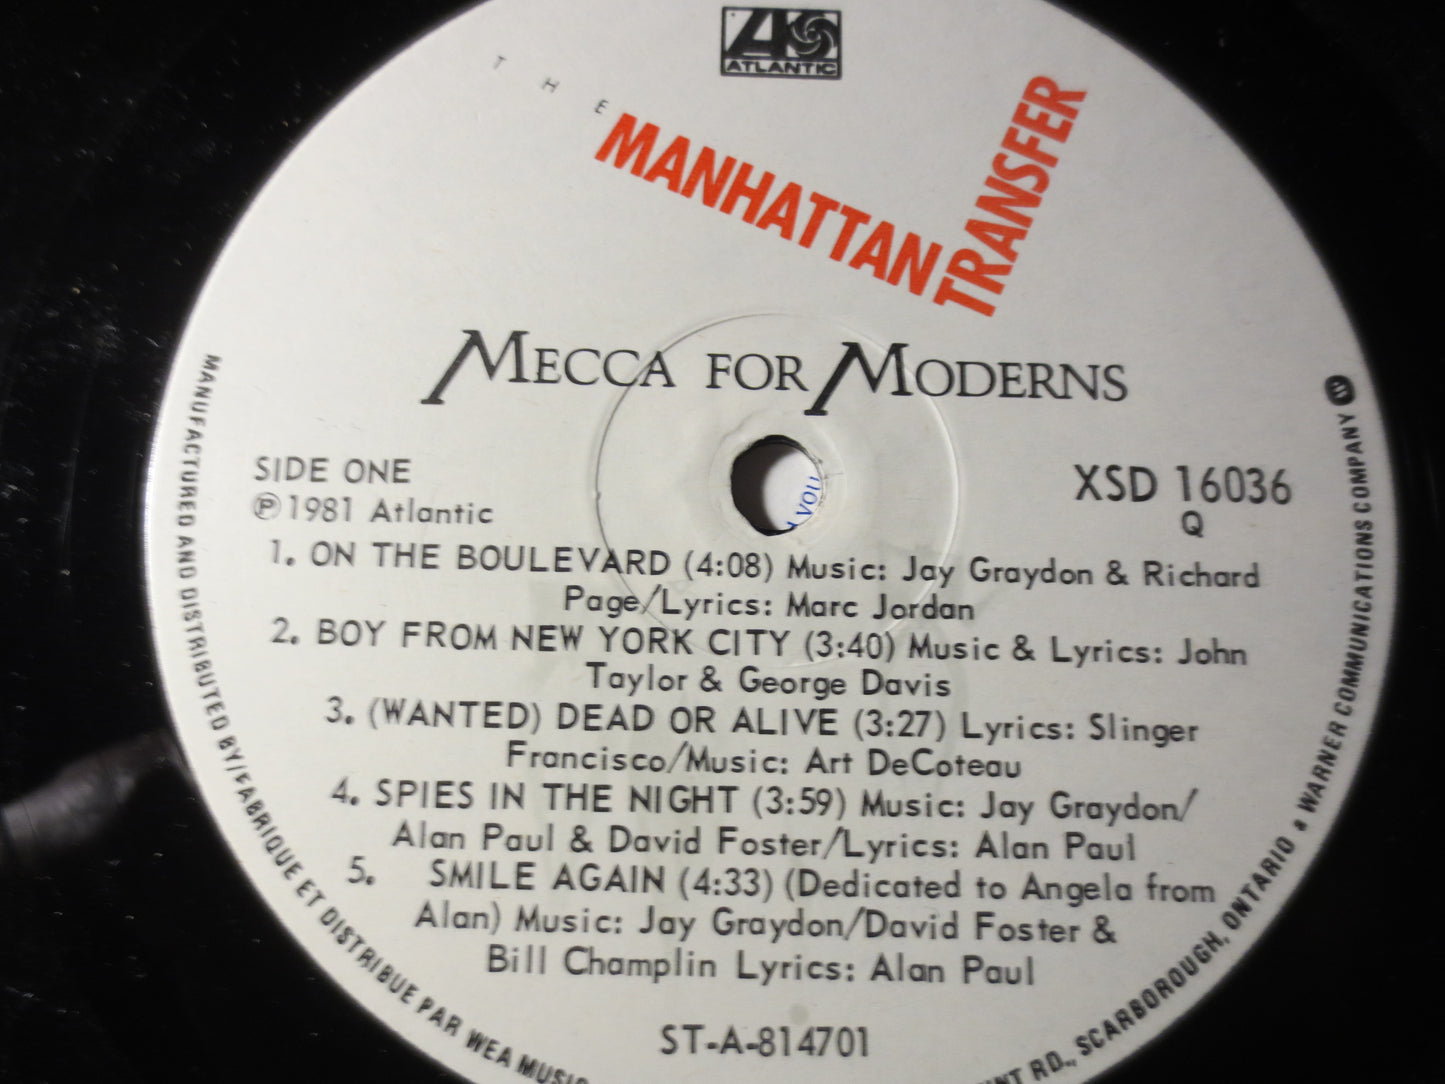 ATLANTIC
THE
MANHATTAN
TRANSFER
MECCA FOR MODERNS
SIDE ONE
℗ 1981 Atlantic
XSD 16036
Q
1. ON THE BOULEVARD (4:08) Music: Jay Graydon & Richard
Page/Lyrics: Marc Jordan
2. BOY FROM NEW YORK CITY (3:40) Music & Lyrics: John
Taylor & George Davis
3. (WANTED) DEAD OR ALIVE (3:27) Lyrics: Slinger
Francisco/Music: Art DeCoteau
4. SPIES IN THE NIGHT (3:59) Music: Jay Graydon/
Alan Paul & David Foster/Lyrics: Alan Paul
5. SMILE AGAIN (4:33) (Dedicated to Angela from
Alan) Music: Jay Graydon/David Foster &
Bill Champlin Lyrics: Alan Paul
ST-A-814701
MANUFACTURED AND DISTRIBUTED BY/FABRIQUE ET DISTRIBUE PAR WEA MUSIC
RD., SCARBOROUGH, ONTARIO a WARNER COMMUNICATIONS COMPANY
YOU